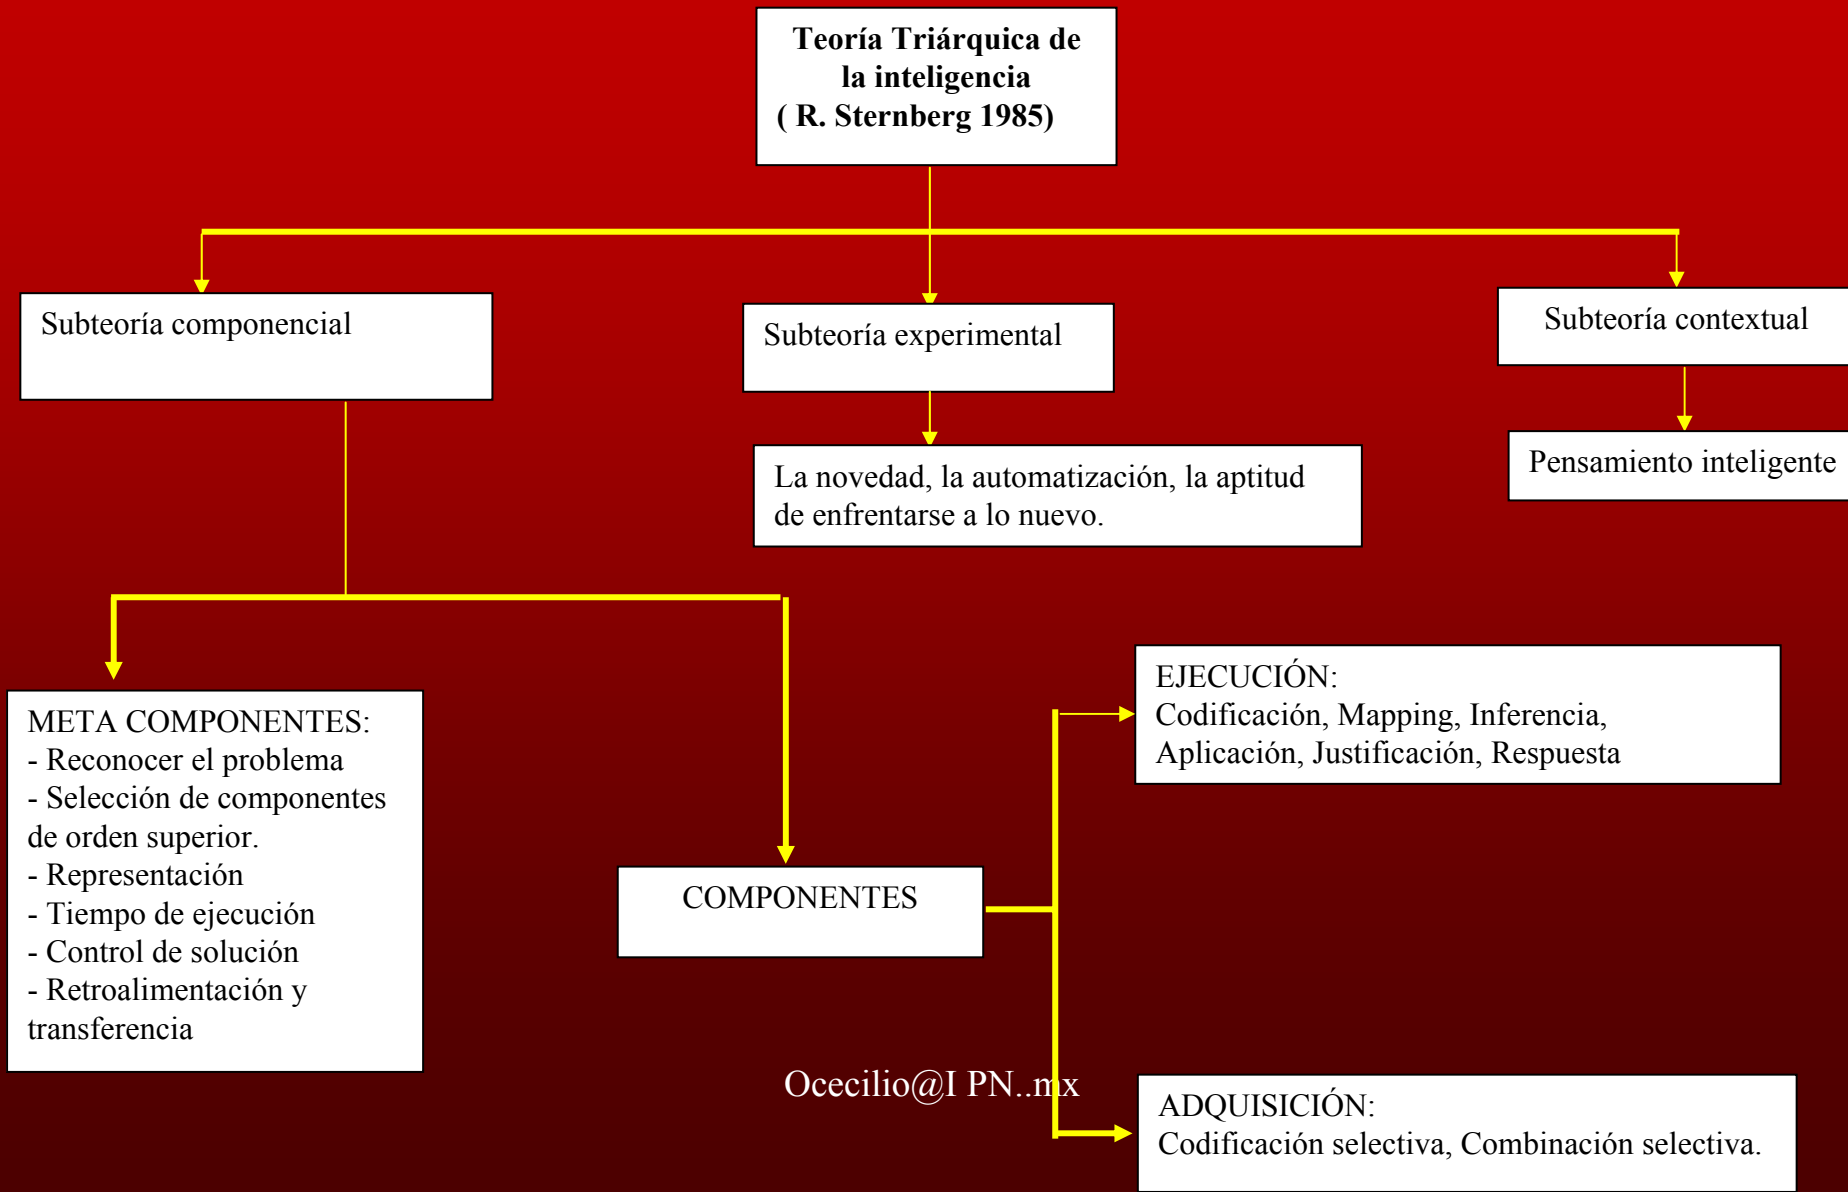 Teoría Triárquica de
la inteligencia
( R. Sternberg 1985)
Subteoría componencial
Subteoría experimental
Subteoría contextual
La novedad, la automatización, la aptitud
de enfrentarse a lo nuevo.
Pensamiento inteligente
META COMPONENTES:
- Reconocer el problema
- Selección de componentes
de orden superior.
- Representación
- Tiempo de ejecución
- Control de solución
- Retroalimentación y
transferencia
COMPONENTES
EJECUCIÓN:
Codificación, Mapping, Inferencia,
Aplicación, Justificación, Respuesta
ADQUISICIÓN:
Codificación selectiva, Combinación selectiva.
Ocecilio@I PN..mx